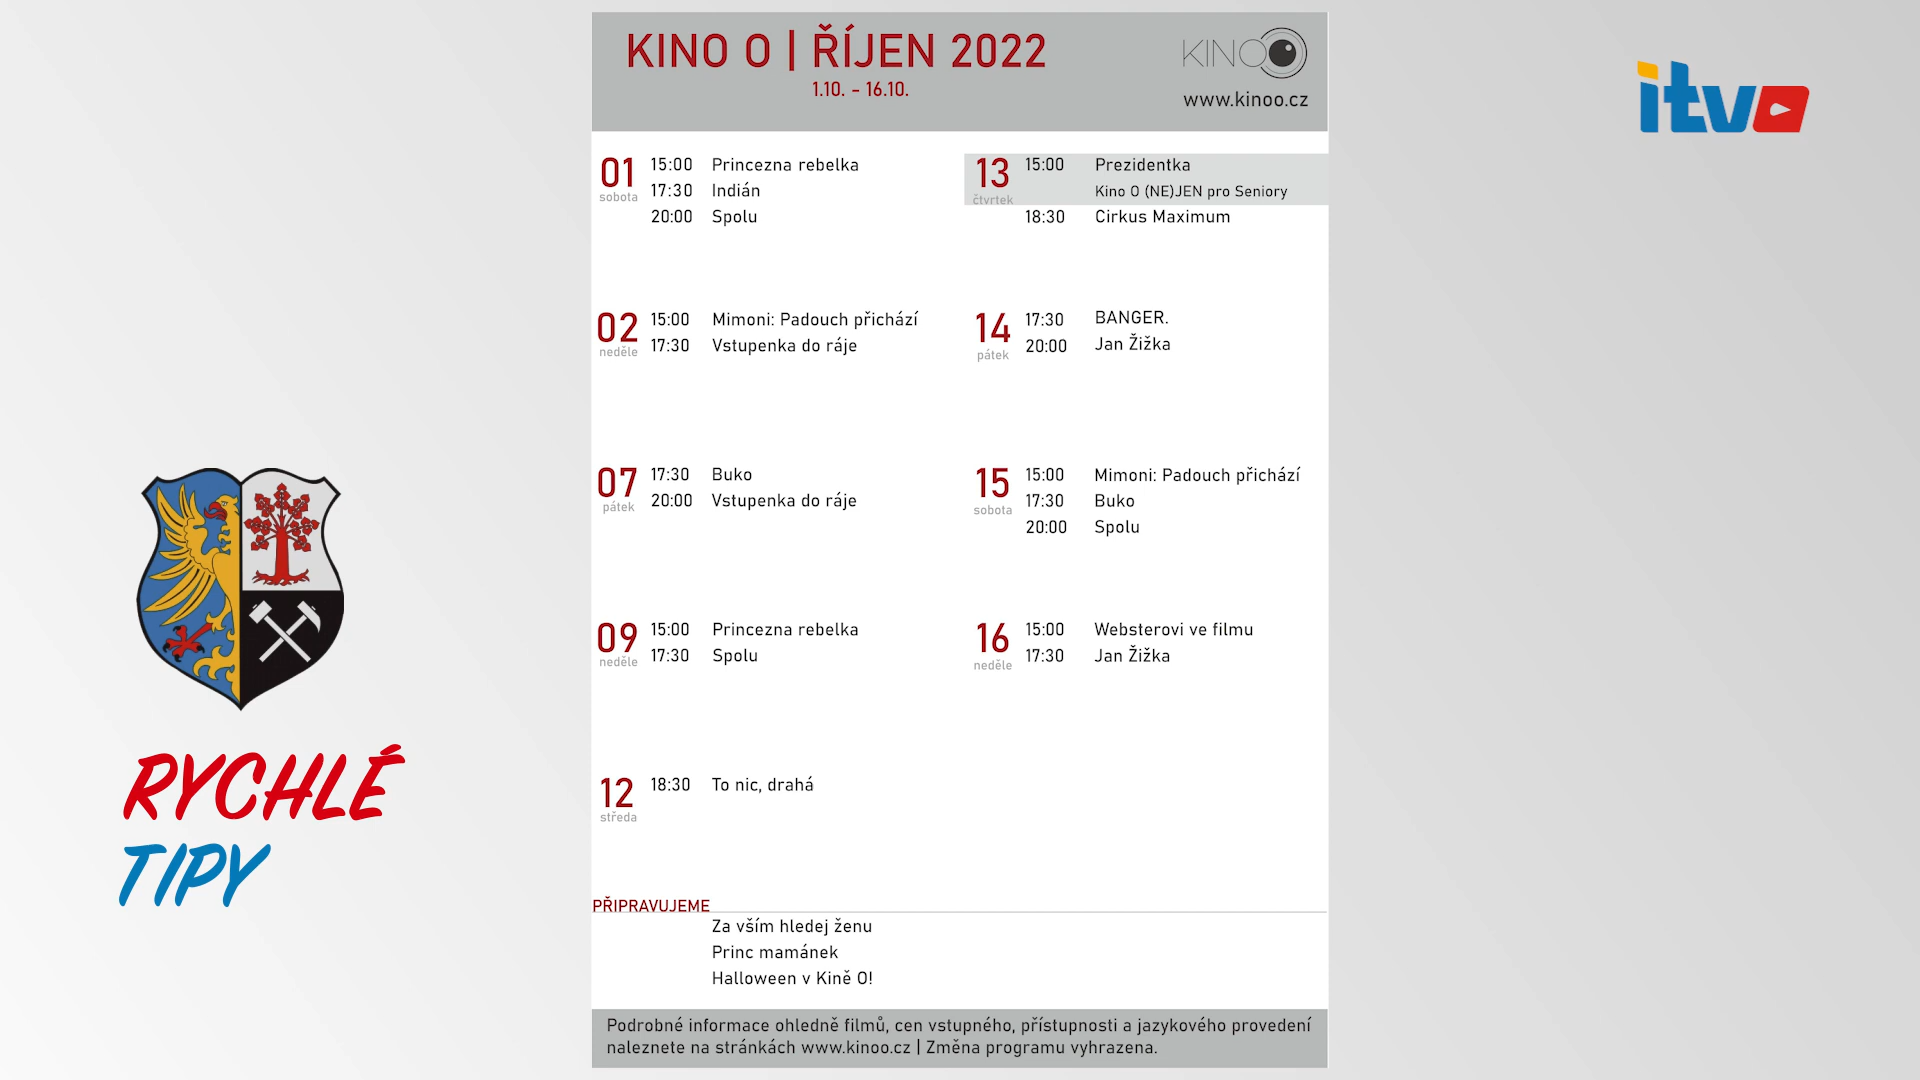 KINO O | ŘÍJEN 2022
1.10. - 16.10.
KINO
www.kinoo.cz
itvo
01 sobota
15:00 Princezna rebelka
17:30 Indián
20:00 Spolu
02 neděle
15:00 Mimoni: Padouch přichází
17:30 Vstupenka do ráje
07 pátek
17:30 Buko
20:00 Vstupenka do ráje
09 neděle
15:00 Princezna rebelka
17:30 Spolu
12 středa
18:30 To nic, drahá
13 čtvrtek
15:00 Prezidentka
Kino O (NE)JEN pro Seniory
18:30 Cirkus Maximum
14 pátek
17:30 BANGER.
20:00 Jan Žižka
15 sobota
15:00 Mimoni: Padouch přichází
17:30 Buko
20:00 Spolu
16 neděle
15:00 Websterovi ve filmu
17:30 Jan Žižka
PŘIPRAVUJEME
Za vším hledej ženu
Princ mamánek
Halloween v Kině O!
Podrobné informace ohledně filmů, cen vstupného, přístupnosti a jazykového provedení
naleznete na stránkách www.kinoo.cz | Změna programu vyhrazena.
RYCHLÉ
TIPY